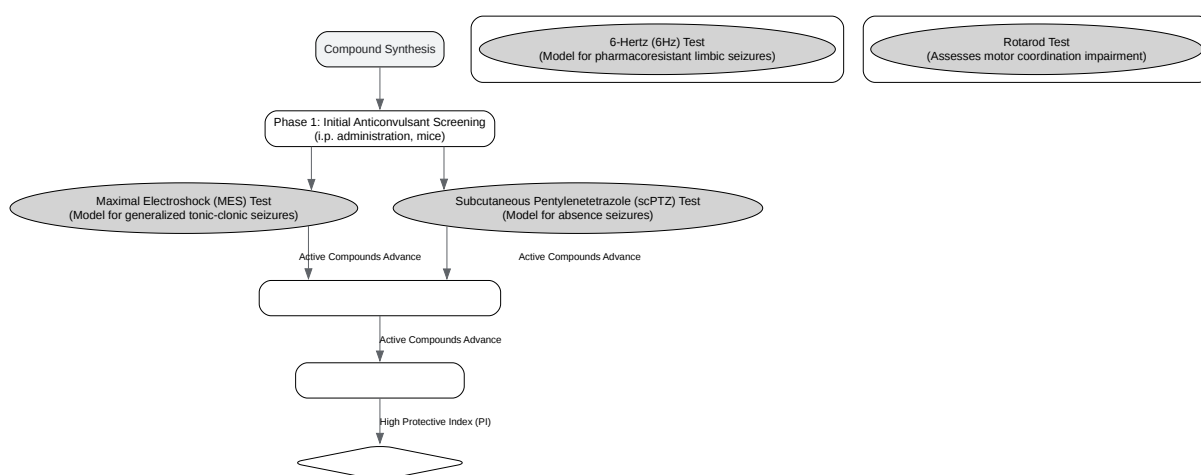 Compound Synthesis
6-Hertz (6Hz) Test
(Model for pharmacoresistant limbic seizures)
Rotarod Test
(Assesses motor coordination impairment)
Phase 1: Initial Anticonvulsant Screening
(i.p. administration, mice)
Maximal Electroshock (MES) Test
(Model for generalized tonic-clonic seizures)
Subcutaneous Pentylenetetrazole (scPTZ) Test
(Model for absence seizures)
Active Compounds Advance
Active Compounds Advance
Active Compounds Advance
High Protective Index (PI)